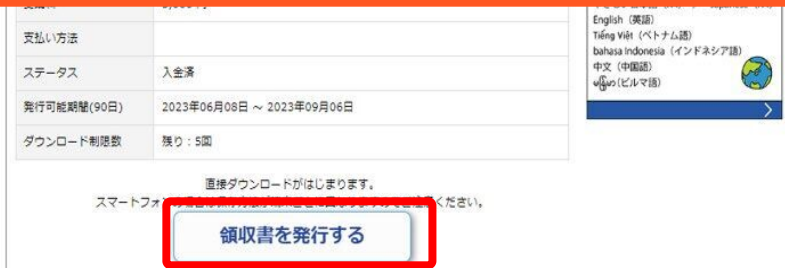 支払い方法
ステータス 入金済
発行可能期間(90日) 2023年06月08日 ~ 2023年09月06日
ダウンロード制限数 残り：5回
直接ダウンロードがはじまります。
スマートフォン ください。
領収書を発行する
English（英語）
Tiếng Việt（ベトナム語）
bahasa Indonesia（インドネシア語）
中文（中国語）
（ビルマ語）